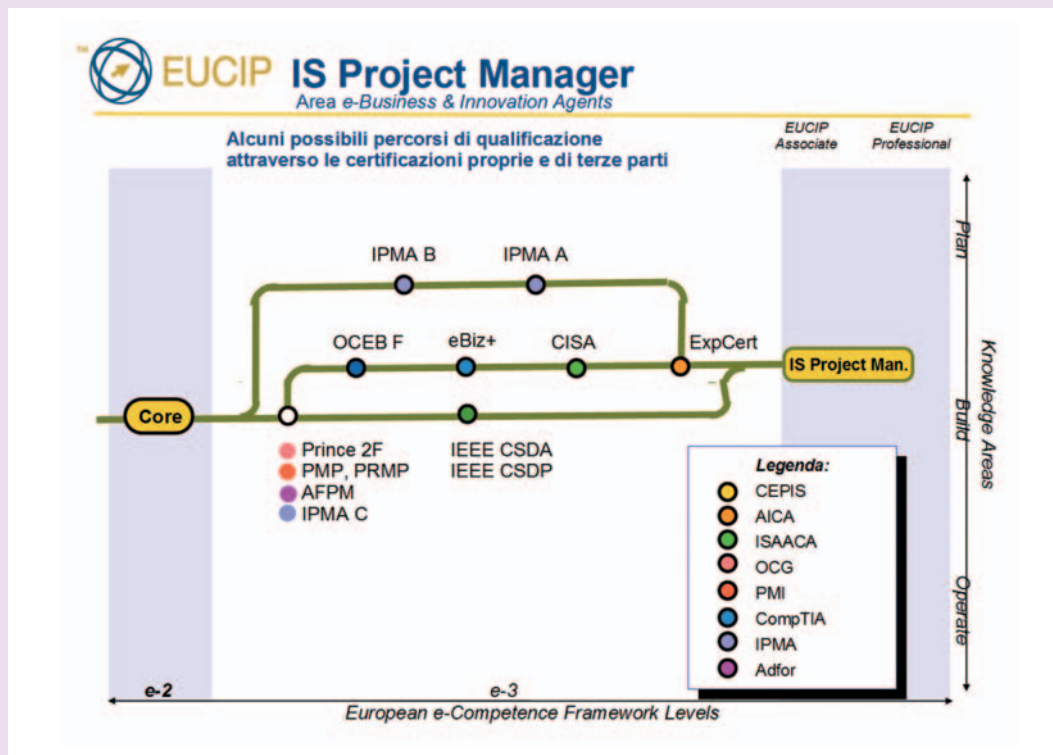 ™ EUCIP IS Project Manager
Area e-Business & Innovation Agents
Alcuni possibili percorsi di qualificazione
attraverso le certificazioni proprie e di terze parti
EUCIP
Associate
EUCIP
Professional
IPMA B
IPMA A
OCEB F
eBiz+
CISA
ExpCert
IS Project Man.
Core
Prince 2F
PMP, PRMP
AFPM
IPMA C
IEEE CSDA
IEEE CSDP
Legenda:
CEPIS
AICA
ISAACA
OCG
PMI
CompTIA
IPMA
Adfor
Plan
Build
Operate
Knowledge Areas
e-2
e-3
European e-Competence Framework Levels